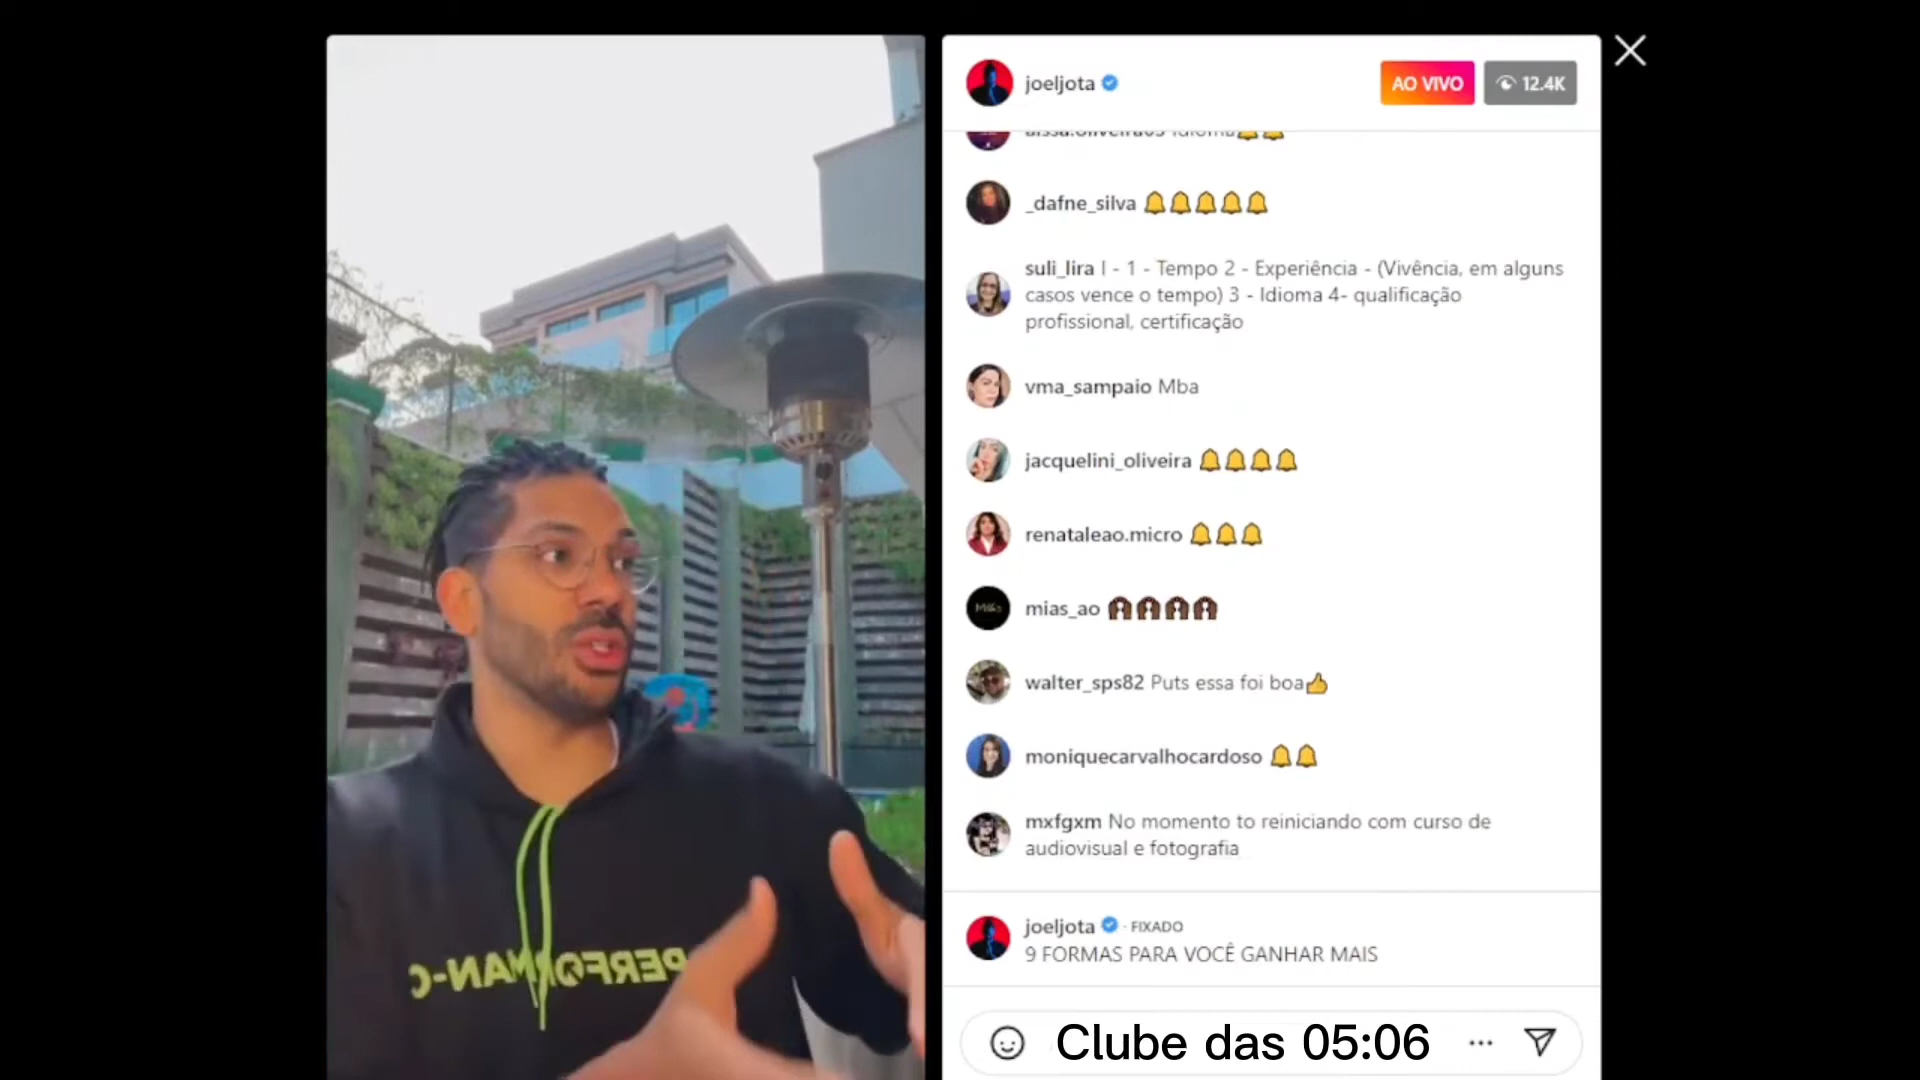 joeljota
AO VIVO
12.4K
_dafne_silva 🔔🔔🔔🔔🔔
suli_lira I - 1 - Tempo 2 - Experiência - (Vivência, em alguns
casos vence o tempo) 3 - Idioma 4- qualificação
profissional, certificação
vma_sampaio Mba
jacquelini_oliveira 🔔🔔🔔🔔
renataleao.micro 🔔🔔🔔
mias_ao
walter_sps82 Puts essa foi boa👍
moniquecarvalhocardoso 🔔🔔
mxfgxm No momento to reiniciando com curso de
audiovisual e fotografia
joeljota · FIXADO
9 FORMAS PARA VOCÊ GANHAR MAIS
Clube das 05:06
PERFORMAN-C